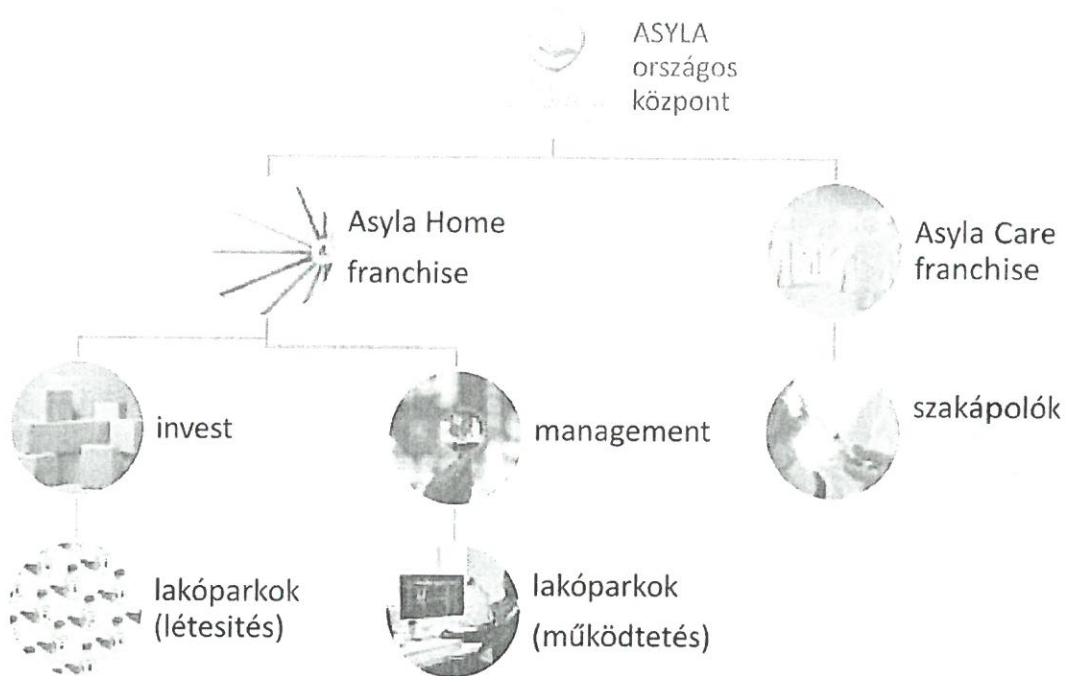 ASYLA
országos
központ
Asyla Home
franchise
Asyla Care
franchise
invest
management
szakápolók
lakóparkok
(létesités)
lakóparkok
(működtetés)